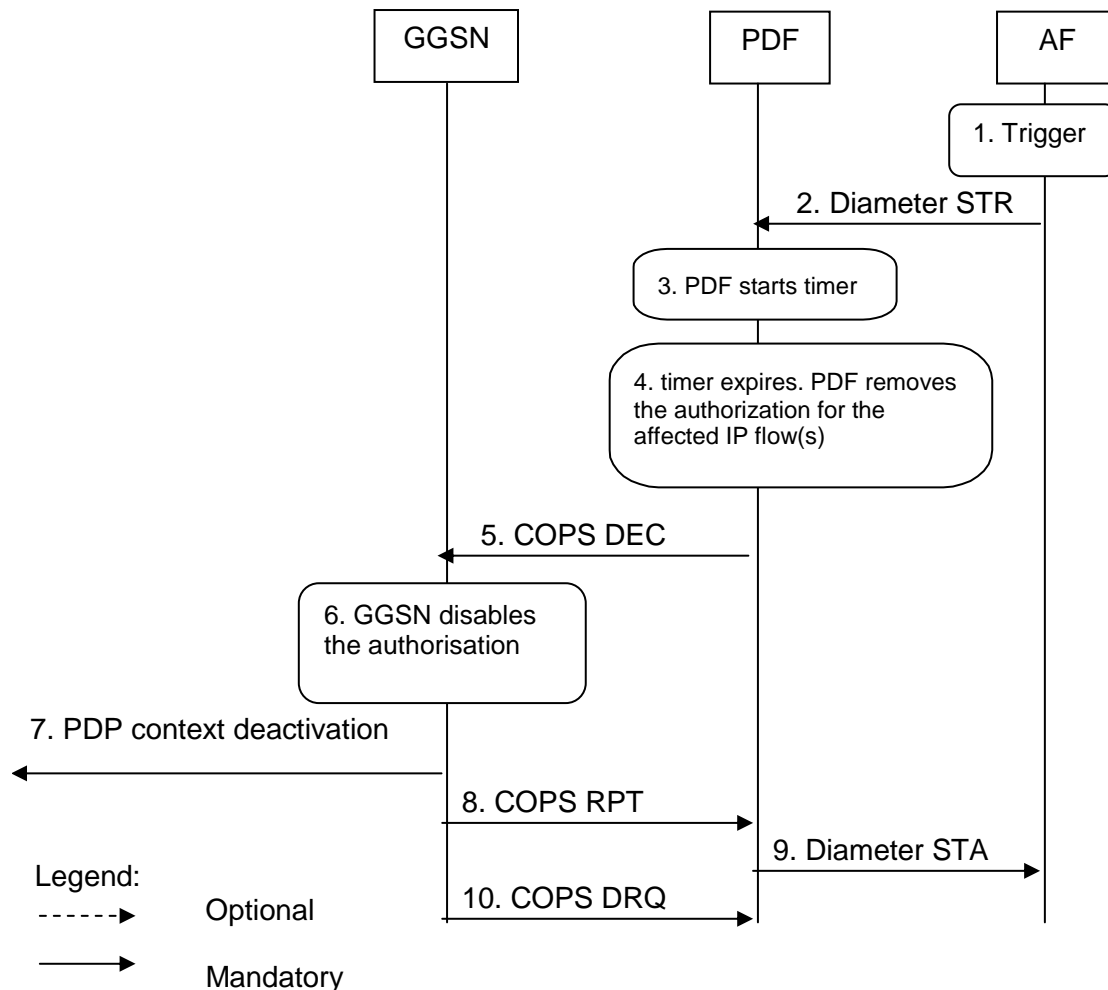 GGSN
PDF
AF
1. Trigger
2. Diameter STR
3. PDF starts timer
4. timer expires. PDF removes
the authorization for the
affected IP flow(s)
5. COPS DEC
6. GGSN disables
the authorisation
7. PDP context deactivation
8. COPS RPT
9. Diameter STA
10. COPS DRQ
Legend:
Optional
Mandatory